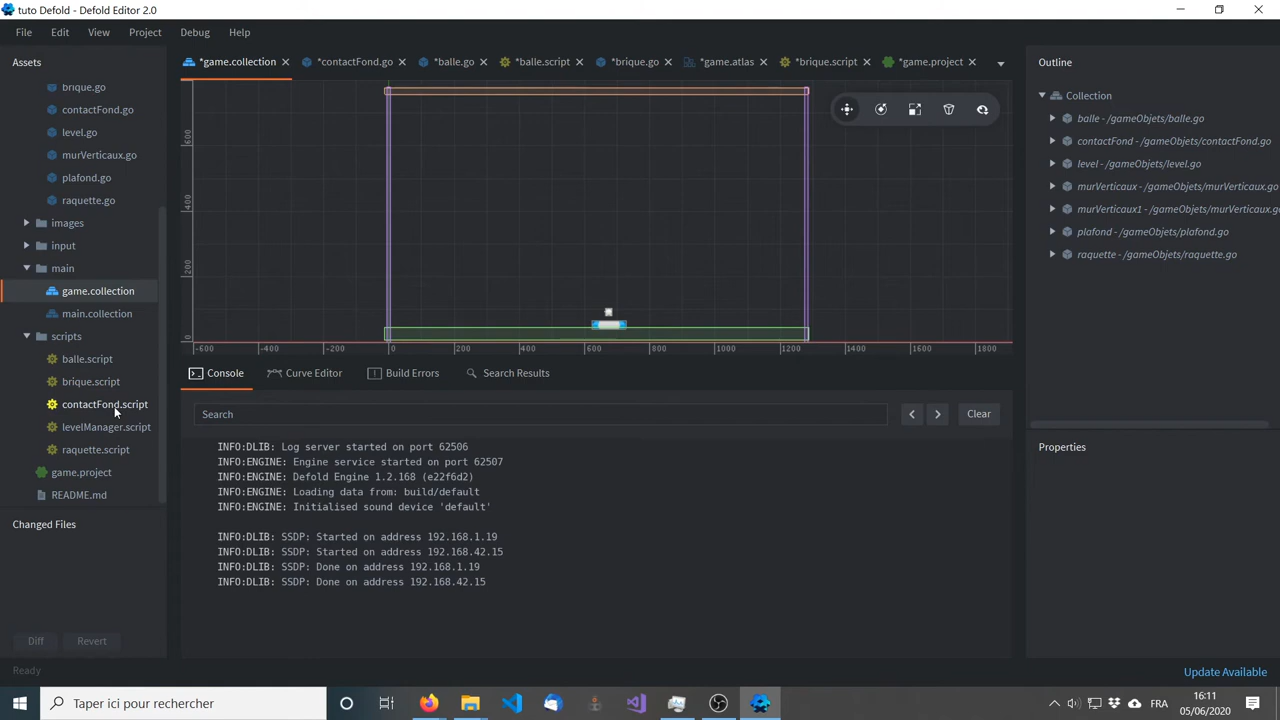 tuto Defold - Defold Editor 2.0
File Edit View Project Debug Help
Assets
brique.go
contactFond.go
level.go
murVerticaux.go
plafond.go
raquette.go
images
input
main
game.collection
main.collection
scripts
balle.script
brique.script
contactFond.script
levelManager.script
raquette.script
game.project
README.md
Changed Files
Diff Revert
Ready
*game.collection *contactFond.go *balle.go *balle.script *brique.go *game.atlas *brique.script *game.project
600
400
200
0
-600 -400 -200 0 200 400 600 800 1000 1200 1400 1600 1800
Console Curve Editor Build Errors Search Results
Search Clear
INFO:DLIB: Log server started on port 62506
INFO:ENGINE: Engine service started on port 62507
INFO:ENGINE: Defold Engine 1.2.168 (e22f6d2)
INFO:ENGINE: Loading data from: build/default
INFO:ENGINE: Initialised sound device 'default'
INFO:DLIB: SSDP: Started on address 192.168.1.19
INFO:DLIB: SSDP: Started on address 192.168.42.15
INFO:DLIB: SSDP: Done on address 192.168.1.19
INFO:DLIB: SSDP: Done on address 192.168.42.15
Outline
Collection
balle - /gameObjets/balle.go
contactFond - /gameObjets/contactFond.go
level - /gameObjets/level.go
murVerticaux - /gameObjets/murVerticaux.go
murVerticaux1 - /gameObjets/murVerticaux.go
plafond - /gameObjets/plafond.go
raquette - /gameObjets/raquette.go
Properties
Update Available
Taper ici pour rechercher
FRA
16:11
05/06/2020